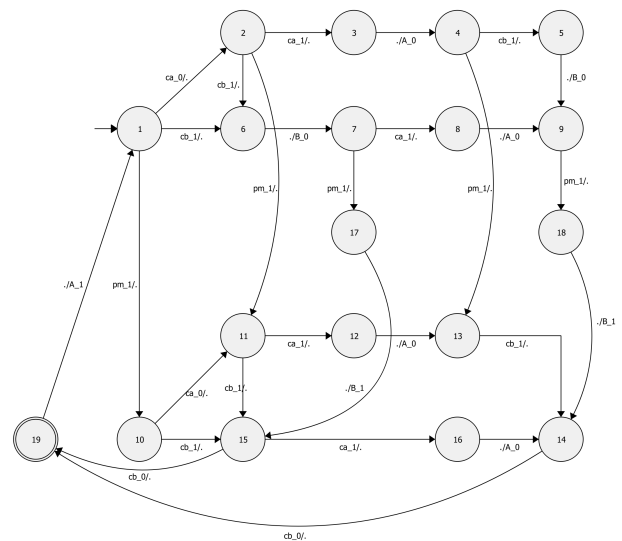 2
ca_1/.
3
./A_0
4
cb_1/.
5
ca_0/.
cb_1/.
./B_0
1
cb_1/.
6
./B_0
7
ca_1/.
8
./A_0
9
pm_1/.
pm_1/.
pm_1/.
pm_1/.
17
18
./A_1
pm_1/.
./B_1
11
ca_1/.
12
./A_0
13
cb_1/.
ca_0/.
cb_1/.
./B_1
19
10
cb_1/.
15
ca_1/.
16
./A_0
14
cb_0/.
cb_0/.